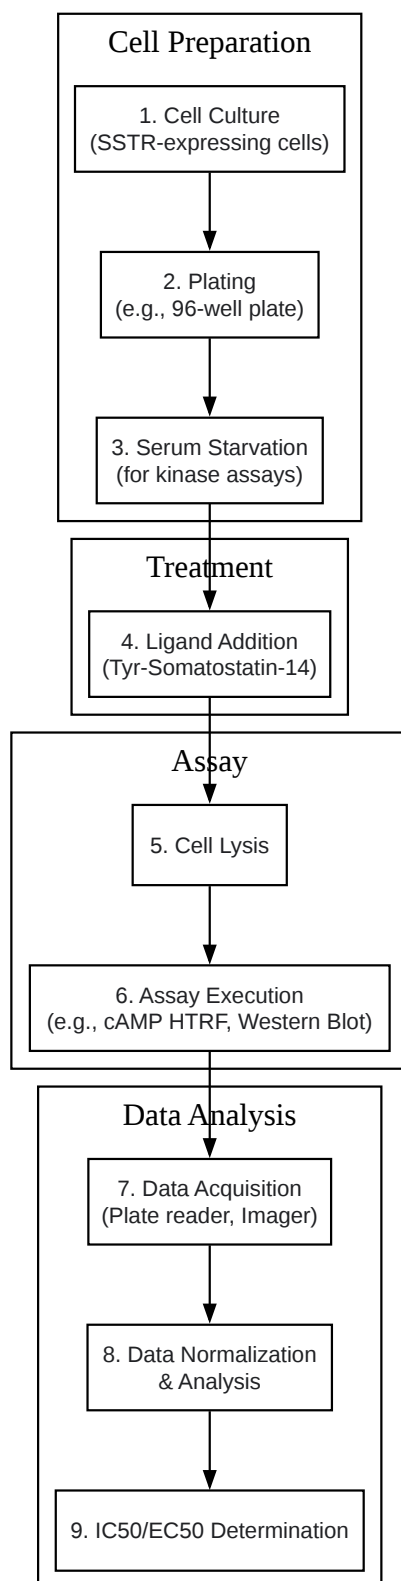 Cell Preparation
1. Cell Culture
(SSTR-expressing cells)
2. Plating
(e.g., 96-well plate)
3. Serum Starvation
(for kinase assays)
Treatment
4. Ligand Addition
(Tyr-Somatostatin-14)
Assay
5. Cell Lysis
6. Assay Execution
(e.g., cAMP HTRF, Western Blot)
Data Analysis
7. Data Acquisition
(Plate reader, Imager)
8. Data Normalization
& Analysis
9. IC50/EC50 Determination